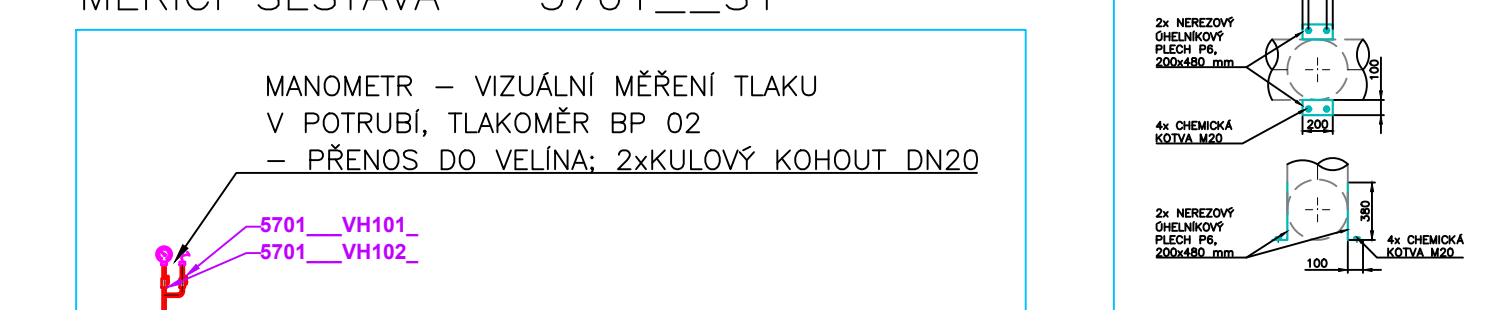 MANOMETR – VIZUÁLNÍ MĚŘENÍ TLAKU
V POTRUBÍ, TLAKOMĚR BP 02
– PŘENOS DO VELÍNA; 2xKULOVÝ KOHOUT DN20
5701___VH101_
5701___VH102_
2x NEREZOVÝ
ÚHELNÍKOVÝ
PLECH P6,
200x480 mm
100
4x CHEMICKÁ
KOTVA M20
200
2x NEREZOVÝ
ÚHELNÍKOVÝ
PLECH P6,
200x480 mm
380
100
4x CHEMICKÁ
KOTVA M20